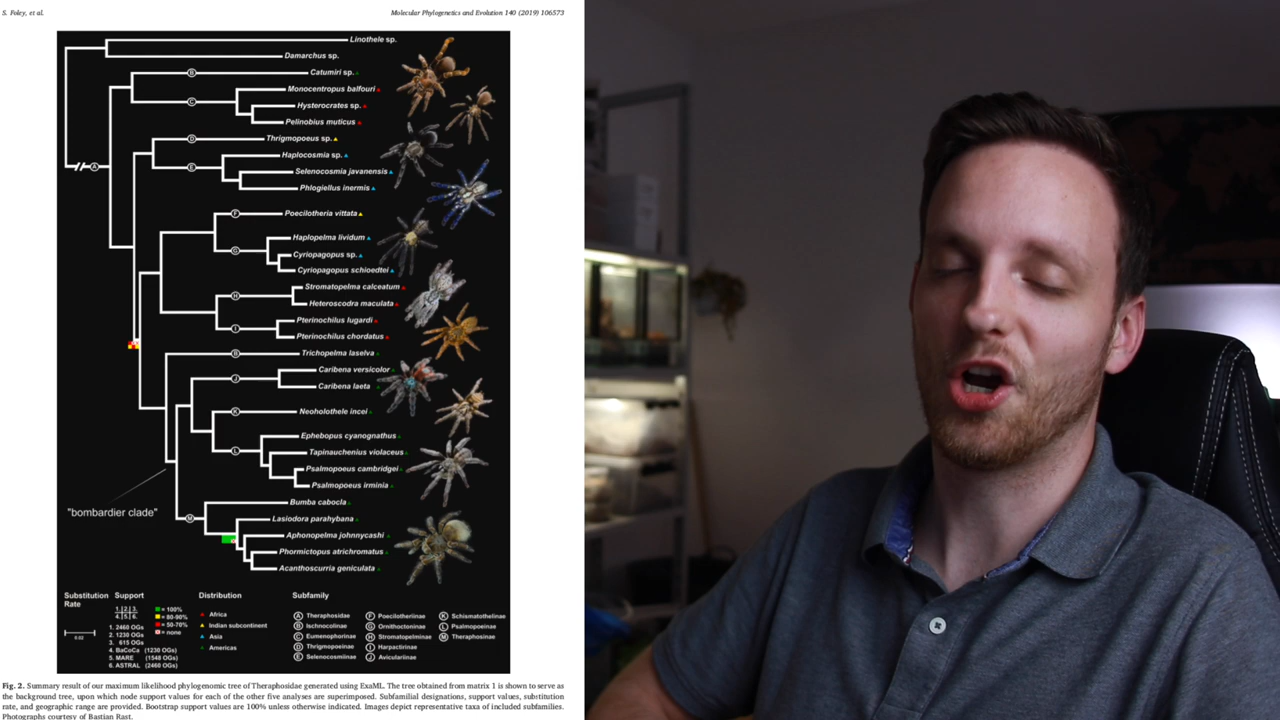 S. Foley, et al.
Molecular Phylogenetics and Evolution 140 (2019) 106573
Linothele sp.
Damarchus sp.
B
Catumiri sp.
Monocentropus balfouri
C
Hysterocrates sp.
Pelinobius muticus
D
Thrigmopoeus sp.
Haplocosmia sp.
A
E
Selenocosmia javanensis
Phlogiellus inermis
F
Poecilotheria vittata
Haplopelma lividum
G
Cyriopagopus sp.
Cyriopagopus schioedtei
Stromatopelma calceatum
H
Heteroscodra maculata
Pterinochilus lugardi
I
Pterinochilus chordatus
B
Trichopelma laselva
Caribena versicolor
J
Caribena laeta
K
Neoholothele incei
Ephebopus cyanognathus
L
Tapinauchenius violaceus
Psalmopoeus cambridgei
Psalmopoeus irminia
Bumba cabocla
"bombardier clade"
M
Lasiodora parahybana
Aphonopelma johnnycashi
Phormictopus atrichromatus
Acanthoscurria geniculata
Substitution Rate
0.02
Support
1. 2. 3.
4. 5. 6.
1. 2460 OGs
2. 1230 OGs
3. 615 OGs
4. BaCoCa (1230 OGs)
5. MARE (1548 OGs)
6. ASTRAL (2460 OGs)
= 100%
= 80-90%
= 50-70%
= none
Distribution
Africa
Indian subcontinent
Asia
Americas
Subfamily
A Theraphosidae
B Ischnocolinae
C Eumenophorinae
D Thrigmopoeinae
E Selenocosmiinae
F Poecilotheriinae
G Ornithoctoninae
H Stromatopelminae
I Harpactirinae
J Aviculariinae
K Schismatothelinae
L Psalmopoeinae
M Theraphosinae
Fig. 2. Summary result of our maximum likelihood phylogenomic tree of Theraphosidae generated using ExaML. The tree obtained from matrix 1 is shown to serve as
the background tree, upon which node support values for each of the other five analyses are superimposed. Subfamilial designations, support values, substitution
rate, and geographic range are provided. Bootstrap support values are 100% unless otherwise indicated. Images depict representative taxa of included subfamilies.
Photographs courtesy of Bastian Rast.